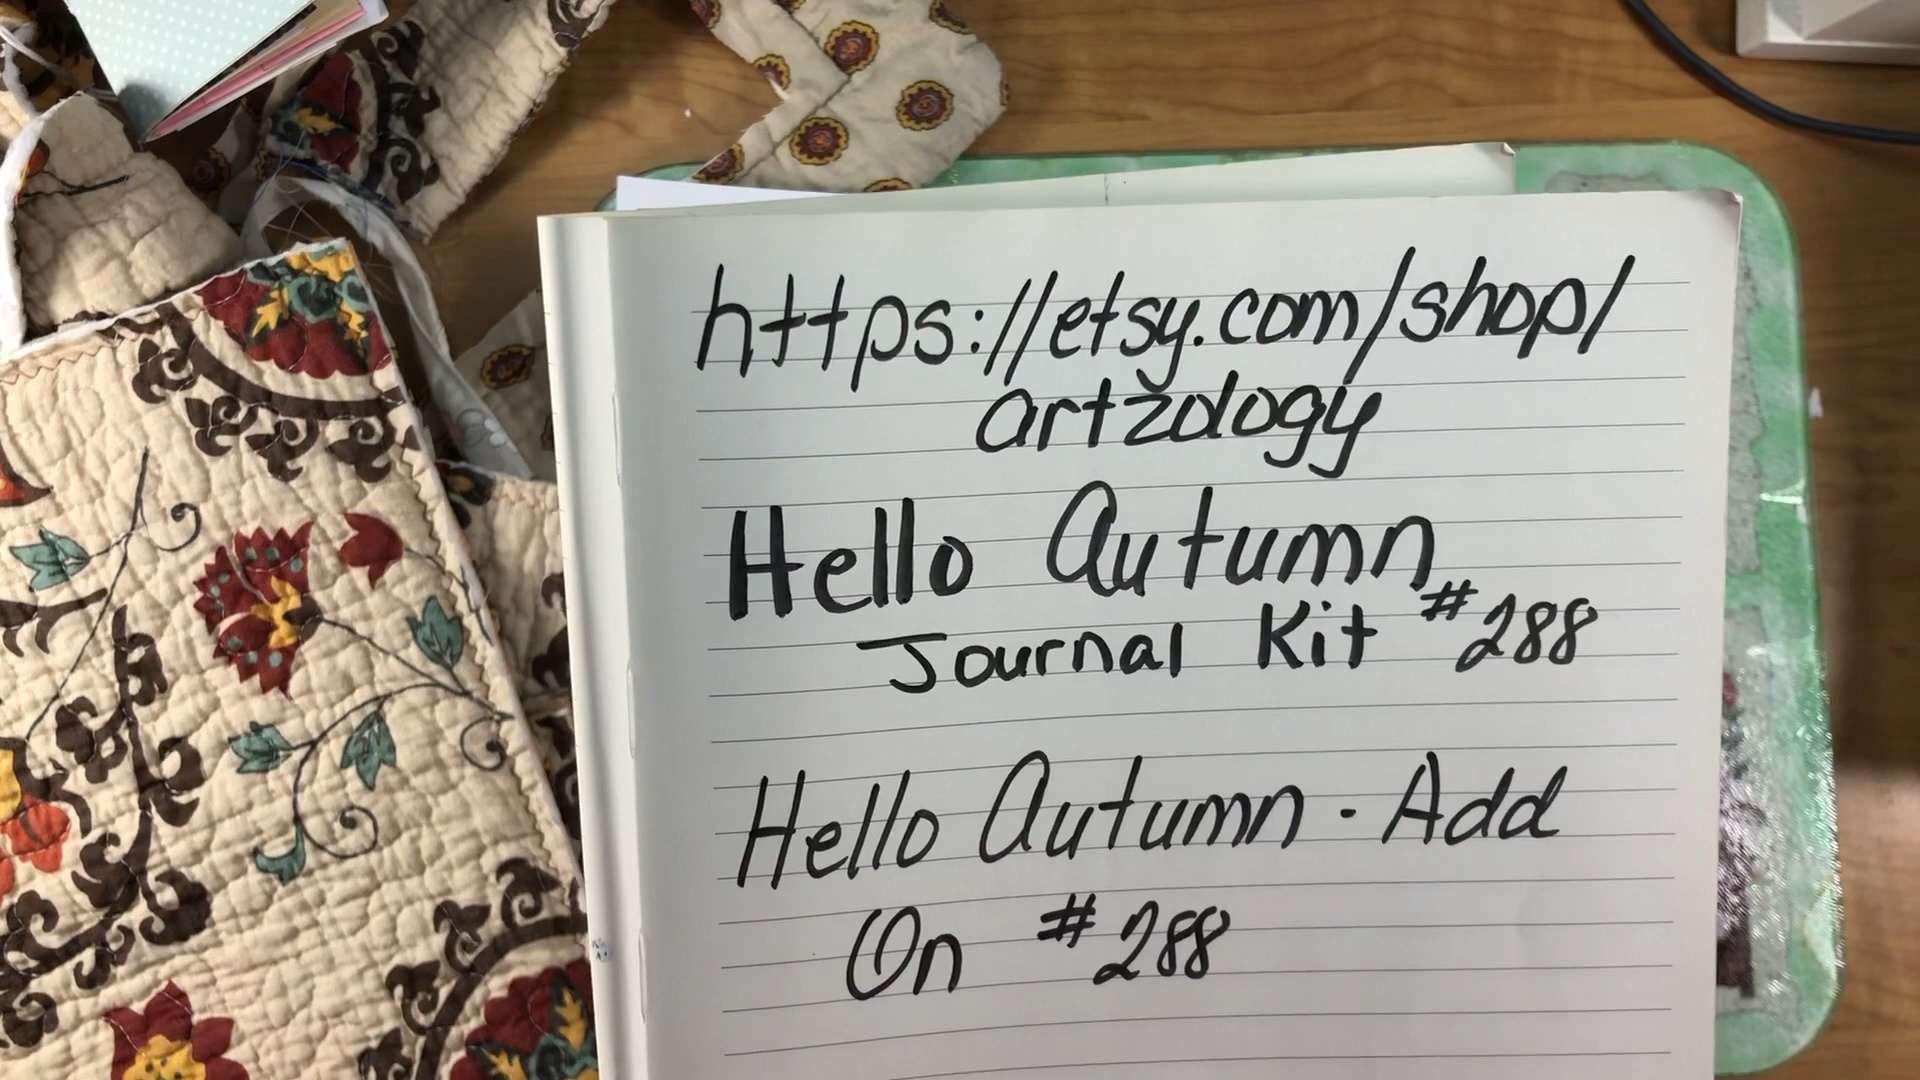 https://etsy.com/shop/
artzology
Hello Autumn
Journal Kit #288
Hello Autumn - Add
On #288